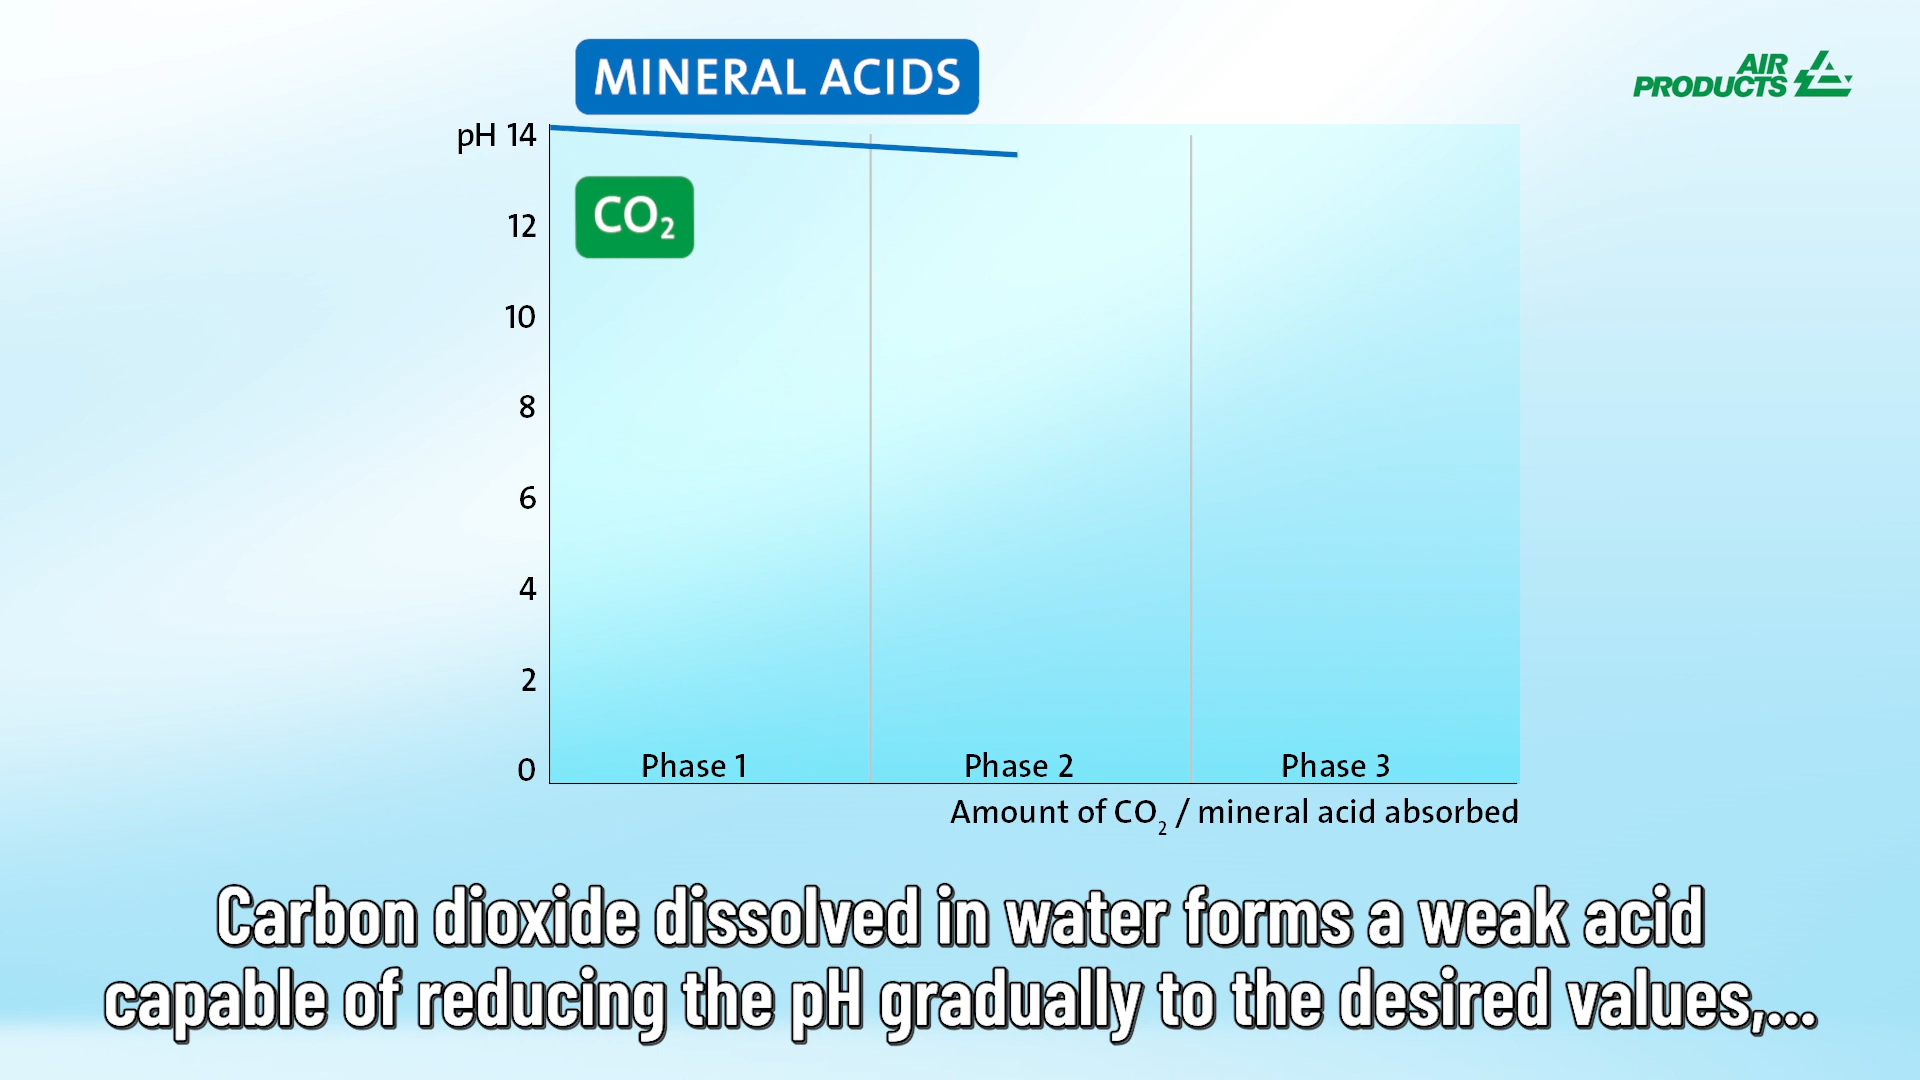 MINERAL ACIDS
AIR
PRODUCTS
pH 14
CO₂
12
10
8
6
4
2
0
Phase 1
Phase 2
Phase 3
Amount of CO₂ / mineral acid absorbed
Carbon dioxide dissolved in water forms a weak acid
capable of reducing the pH gradually to the desired values,...